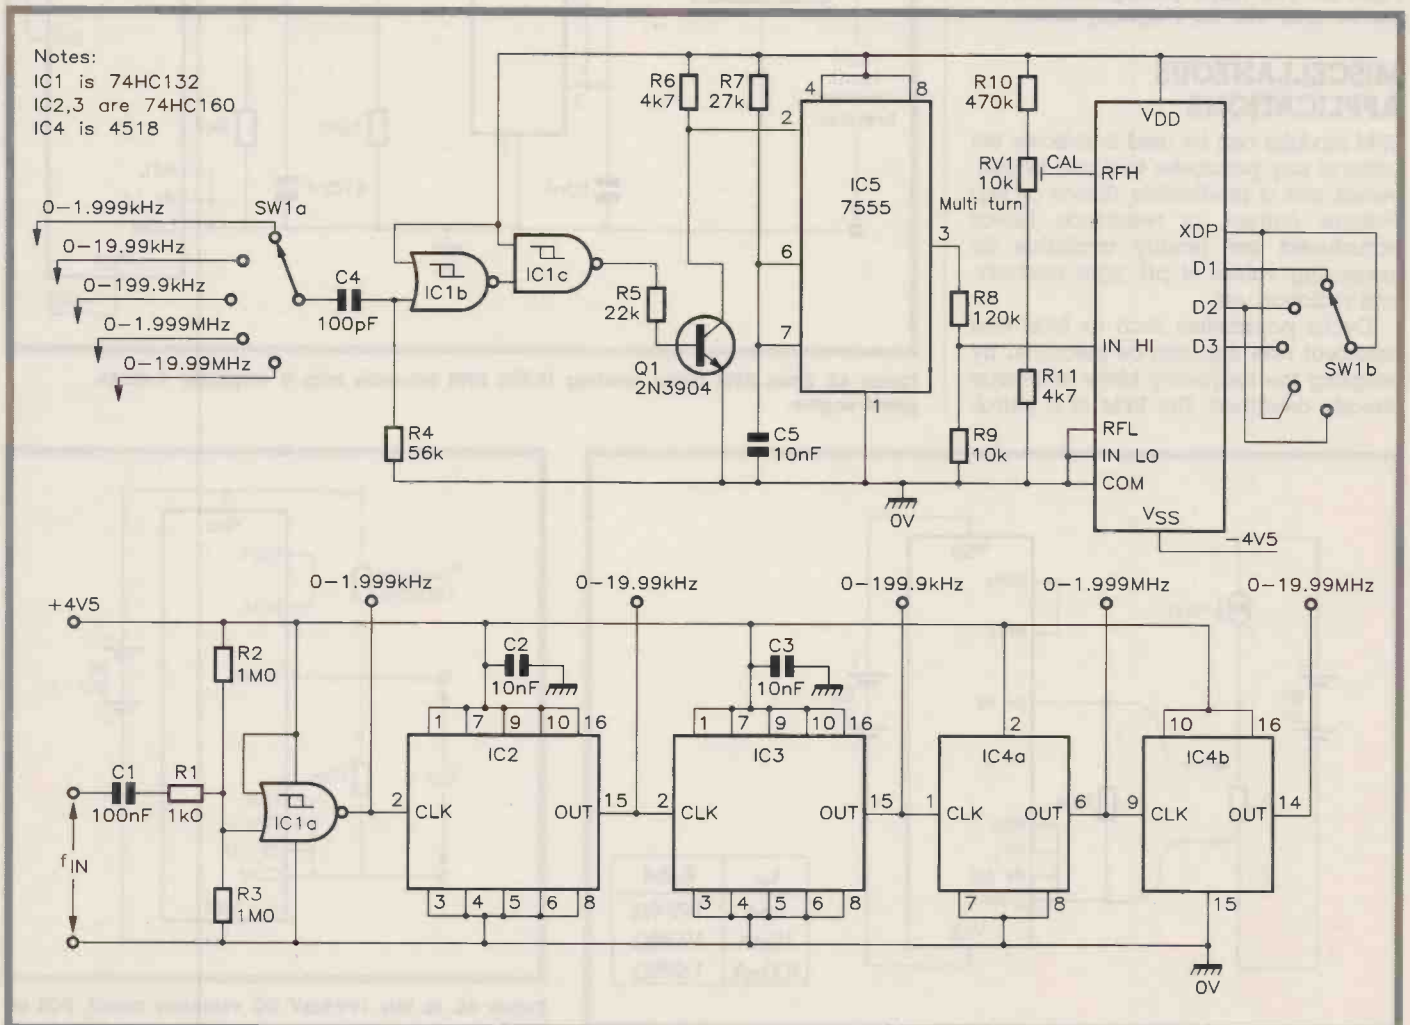 Notes:
IC1 is 74HC132
IC2,3 are 74HC160
IC4 is 4518
0–1.999kHz
0–19.99kHz
0–199.9kHz
0–1.999MHz
0–19.99MHz
SW1a
C4
100pF
R4
56k
IC1b
IC1c
R5
22k
Q1
2N3904
R6
4k7
R7
27k
C5
10nF
4
8
2
6
7
IC5
7555
3
1
R8
120k
R9
10k
0V
R10
470k
RV1
10k
Multi turn
CAL
R11
4k7
VDD
RFH
XDP
D1
D2
D3
IN HI
RFL
IN LO
COM
VSS
–4V5
SW1b
0–1.999kHz
0–19.99kHz
0–199.9kHz
0–1.999MHz
0–19.99MHz
+4V5
R2
1M0
C1
100nF
R1
1k0
fIN
R3
1M0
IC1a
C2
10nF
1 7 9 10 16
IC2
2 CLK
OUT 15
3 4 5 6 8
C3
10nF
1 7 9 10 16
IC3
2 CLK
OUT 15
3 4 5 6 8
2
IC4a
1 CLK
OUT 6
7 8
10 16
IC4b
9 CLK
OUT 14
15
0V